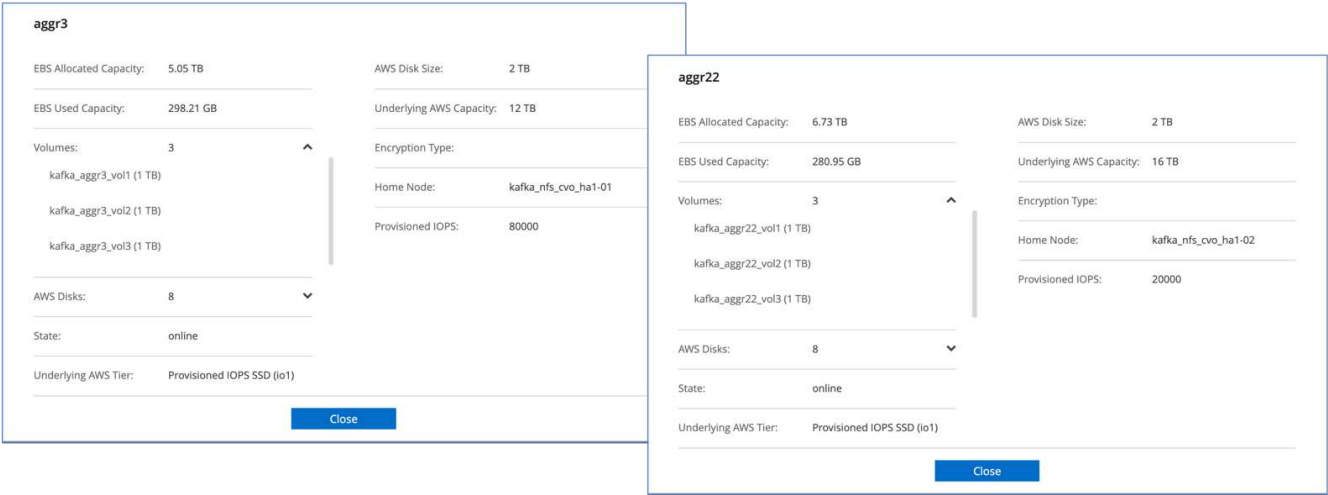 aggr3
EBS Allocated Capacity: 5.05 TB
AWS Disk Size: 2 TB
EBS Used Capacity: 298.21 GB
Underlying AWS Capacity: 12 TB
Volumes: 3
Encryption Type:
kafka_aggr3_vol1 (1 TB)
Home Node: kafka_nfs_cvo_ha1-01
kafka_aggr3_vol2 (1 TB)
Provisioned IOPS: 80000
kafka_aggr3_vol3 (1 TB)
AWS Disks: 8
State: online
Underlying AWS Tier: Provisioned IOPS SSD (io1)
Close
aggr22
EBS Allocated Capacity: 6.73 TB
AWS Disk Size: 2 TB
EBS Used Capacity: 280.95 GB
Underlying AWS Capacity: 16 TB
Volumes: 3
Encryption Type:
kafka_aggr22_vol1 (1 TB)
Home Node: kafka_nfs_cvo_ha1-02
kafka_aggr22_vol2 (1 TB)
Provisioned IOPS: 20000
kafka_aggr22_vol3 (1 TB)
AWS Disks: 8
State: online
Underlying AWS Tier: Provisioned IOPS SSD (io1)
Close